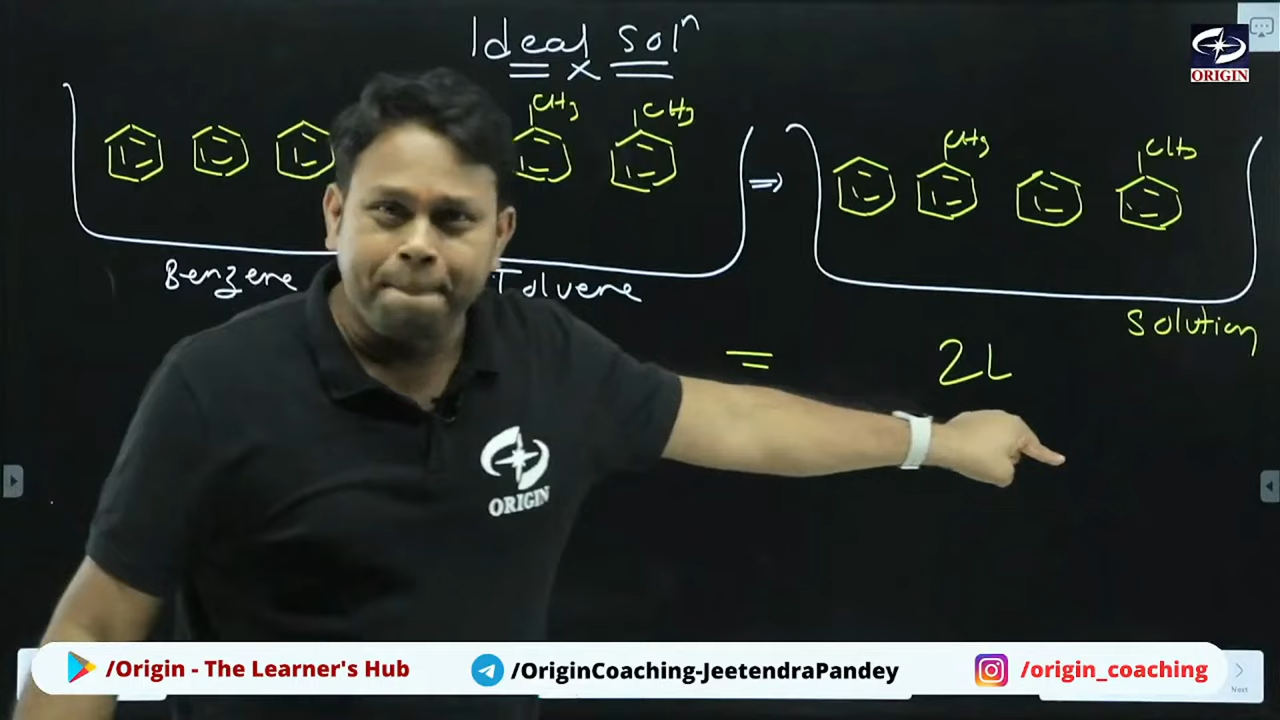 Ideal solⁿ
ORIGIN
CH3 CH3
CH3 CH3
⇒
Benzene Toluene
Solution
= 2L
ORIGIN
/Origin - The Learner's Hub /OriginCoaching-JeetendraPandey /origin_coaching
Next